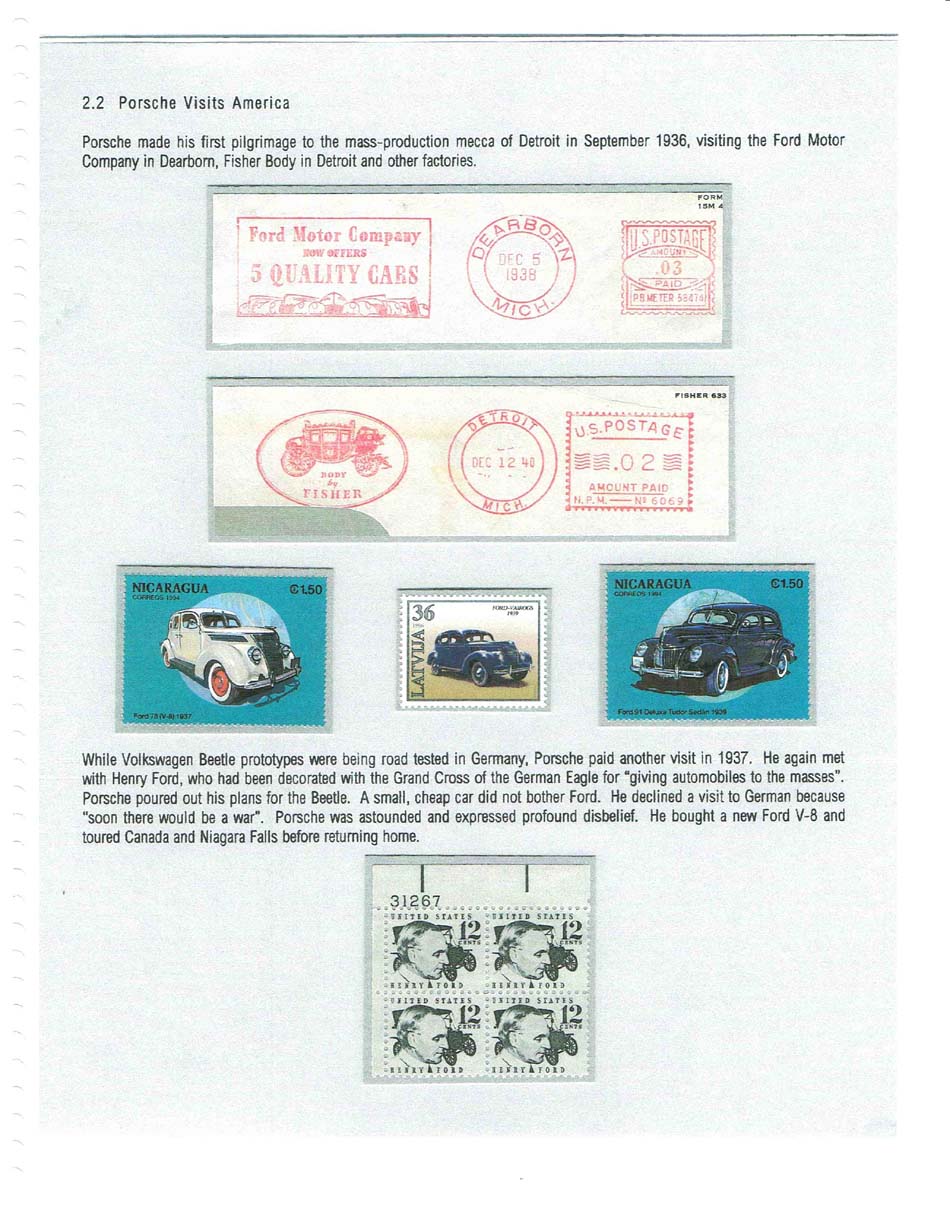 2.2 Porsche Visits America
Porsche made his first pilgrimage to the mass-production mecca of Detroit in September 1936, visiting the Ford Motor
Company in Dearborn, Fisher Body in Detroit and other factories.
FORM
15M 4
Ford Motor Company
NOW OFFERS
5 QUALITY CARS
DEARBORN
DEC 5
1938
MICH.
U.S. POSTAGE
AMOUNT
.03
PAID
PB METER 58476
FISHER 633
BODY
by
FISHER
DETROIT
DEC 12 40
MICH.
U.S. POSTAGE
.02
AMOUNT PAID
N.P.M. No 6069
NICARAGUA
CORREOS 1994
₡1.50
Ford 78 (V-8) 1937
36
1996
LATVIJA
FORD-VAIROGS
1939
NICARAGUA
CORREOS 1994
₡1.50
Ford 91 Deluxe Tudor Sedán 1939
While Volkswagen Beetle prototypes were being road tested in Germany, Porsche paid another visit in 1937. He again met
with Henry Ford, who had been decorated with the Grand Cross of the German Eagle for "giving automobiles to the masses".
Porsche poured out his plans for the Beetle. A small, cheap car did not bother Ford. He declined a visit to German because
"soon there would be a war". Porsche was astounded and expressed profound disbelief. He bought a new Ford V-8 and
toured Canada and Niagara Falls before returning home.
31267
UNITED STATES
12
CENTS
HENRY FORD
UNITED STATES
12
CENTS
HENRY FORD
UNITED STATES
12
CENTS
HENRY FORD
UNITED STATES
12
CENTS
HENRY FORD